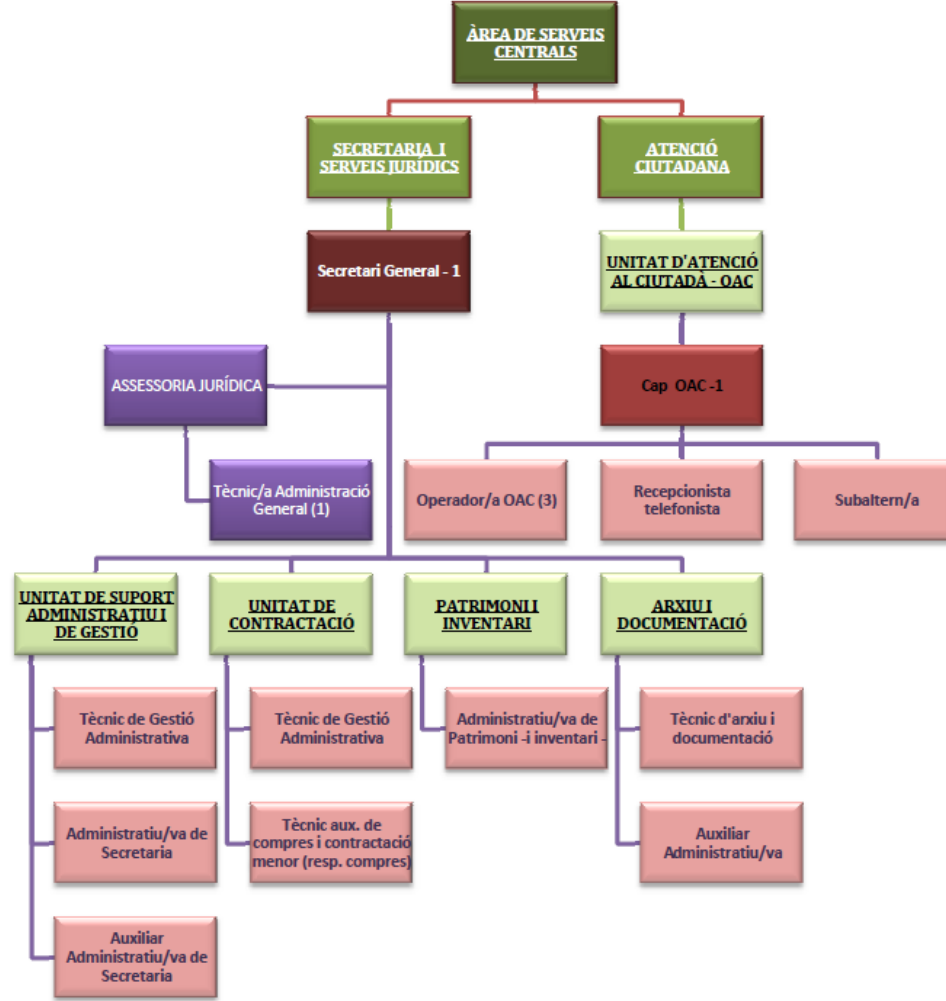 ÀREA DE SERVEIS
CENTRALS
SECRETARIA I
SERVEIS JURÍDICS
ATENCIÓ
CIUTADANA
Secretari General - 1
UNITAT D'ATENCIÓ
AL CIUTADÀ - OAC
ASSESSORIA JURÍDICA
Cap OAC -1
Tècnic/a Administració
General (1)
Operador/a OAC (3)
Recepcionista
telefonista
Subaltern/a
UNITAT DE SUPORT
ADMINISTRATIU I
DE GESTIÓ
UNITAT DE
CONTRACTACIÓ
PATRIMONI I
INVENTARI
ARXIU I
DOCUMENTACIÓ
Tècnic de Gestió
Administrativa
Tècnic de Gestió
Administrativa
Administratiu/va de
Patrimoni -i inventari -
Tècnic d'arxiu i
documentació
Administratiu/va de
Secretaria
Tècnic aux. de
compres i contractació
menor (resp. compres)
Auxiliar
Administratiu/va
Auxiliar
Administratiu/va de
Secretaria